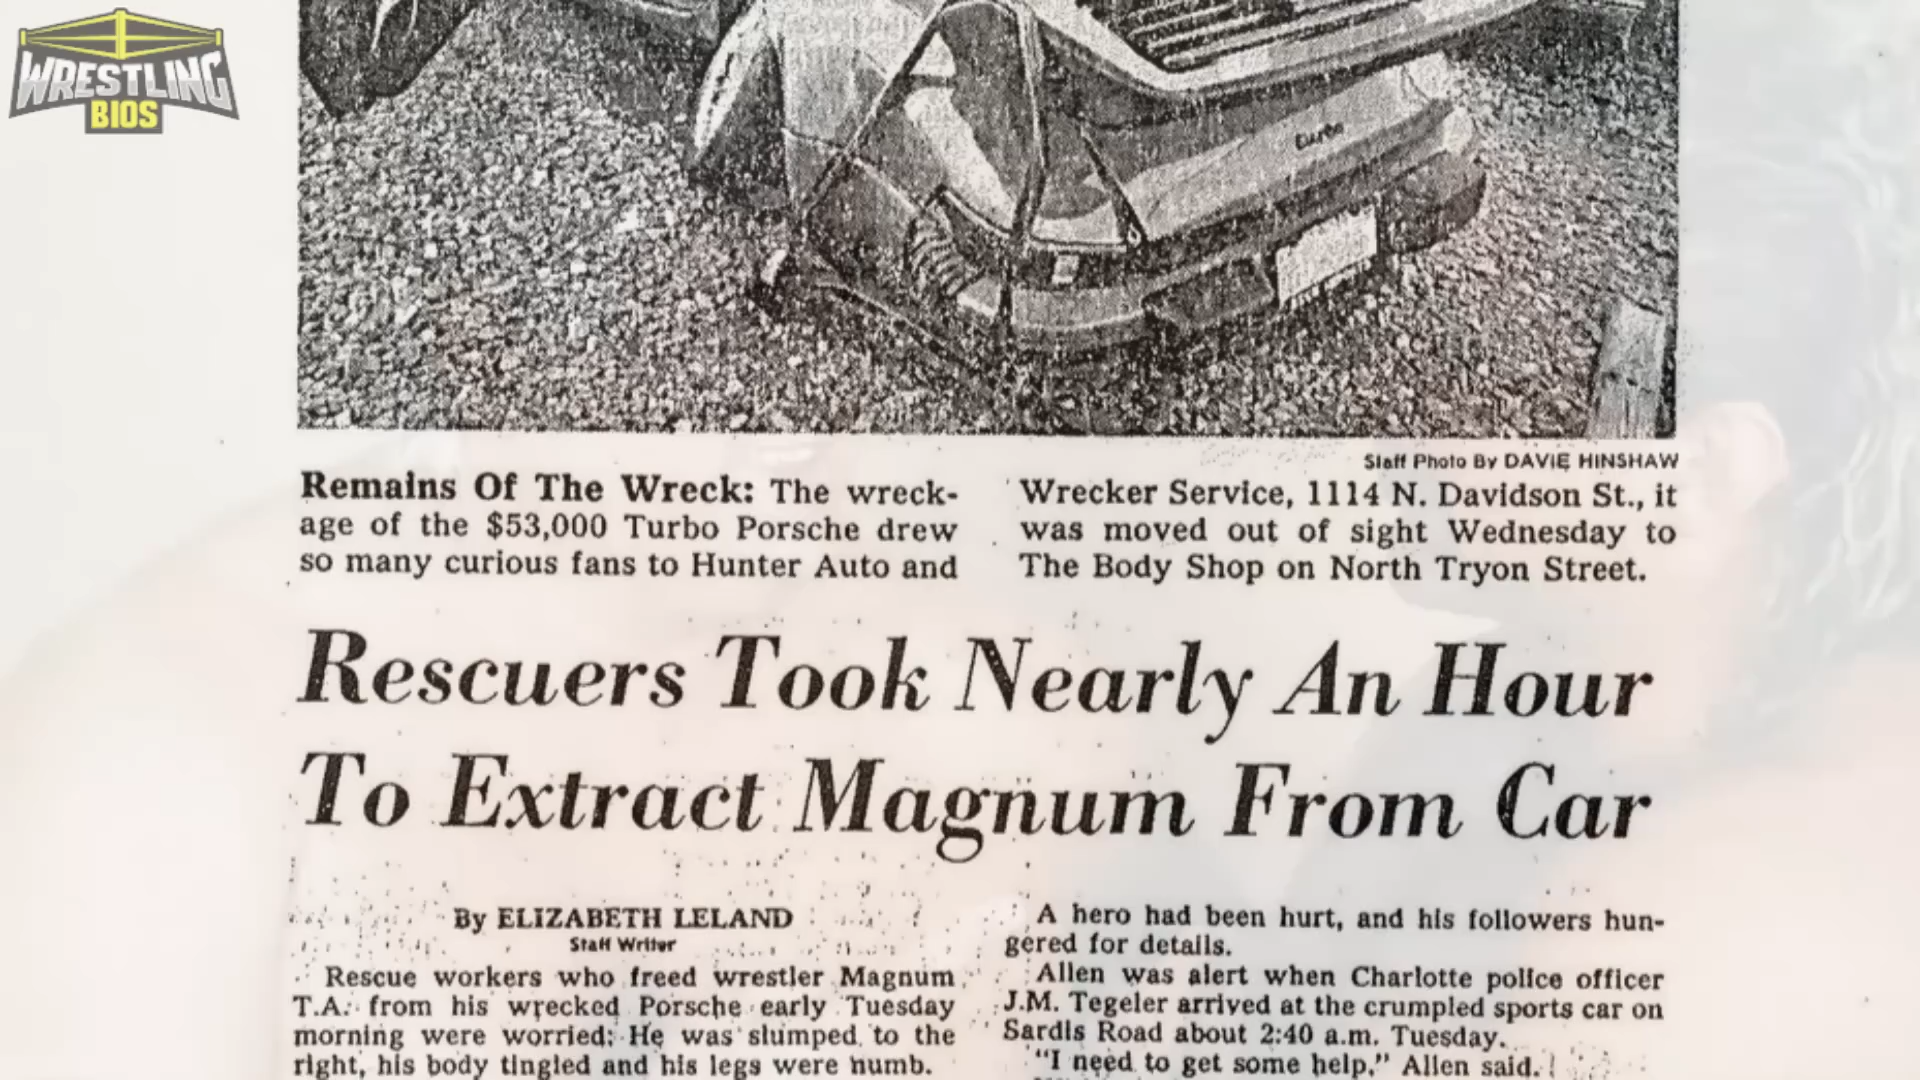 WRESTLING
BIOS
turbo
Staff Photo By DAVIE HINSHAW
Remains Of The Wreck: The wreck-
age of the $53,000 Turbo Porsche drew
so many curious fans to Hunter Auto and
Wrecker Service, 1114 N. Davidson St., it
was moved out of sight Wednesday to
The Body Shop on North Tryon Street.
Rescuers Took Nearly An Hour
To Extract Magnum From Car
By ELIZABETH LELAND
Staff Writer
Rescue workers who freed wrestler Magnum
T.A. from his wrecked Porsche early Tuesday
morning were worried: He was slumped to the
right, his body tingled and his legs were numb.
A hero had been hurt, and his followers hun-
gered for details.
Allen was alert when Charlotte police officer
J.M. Tegeler arrived at the crumpled sports car on
Sardis Road about 2:40 a.m. Tuesday.
"I need to get some help," Allen said.